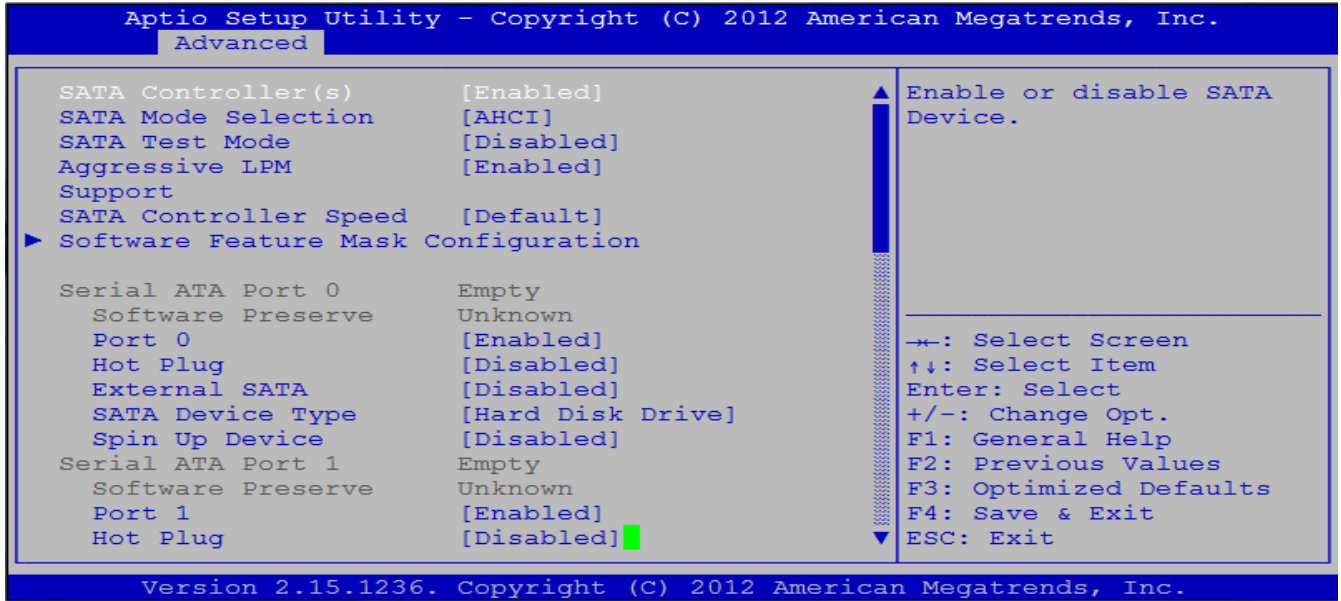 Aptio Setup Utility – Copyright (C) 2012 American Megatrends, Inc.
Advanced
SATA Controller(s) [Enabled]
SATA Mode Selection [AHCI]
SATA Test Mode [Disabled]
Aggressive LPM [Enabled]
Support
SATA Controller Speed [Default]
► Software Feature Mask Configuration
Serial ATA Port 0 Empty
Software Preserve Unknown
Port 0 [Enabled]
Hot Plug [Disabled]
External SATA [Disabled]
SATA Device Type [Hard Disk Drive]
Spin Up Device [Disabled]
Serial ATA Port 1 Empty
Software Preserve Unknown
Port 1 [Enabled]
Hot Plug [Disabled]
Enable or disable SATA
Device.
→←: Select Screen
↑↓: Select Item
Enter: Select
+/-: Change Opt.
F1: General Help
F2: Previous Values
F3: Optimized Defaults
F4: Save & Exit
ESC: Exit
Version 2.15.1236. Copyright (C) 2012 American Megatrends, Inc.